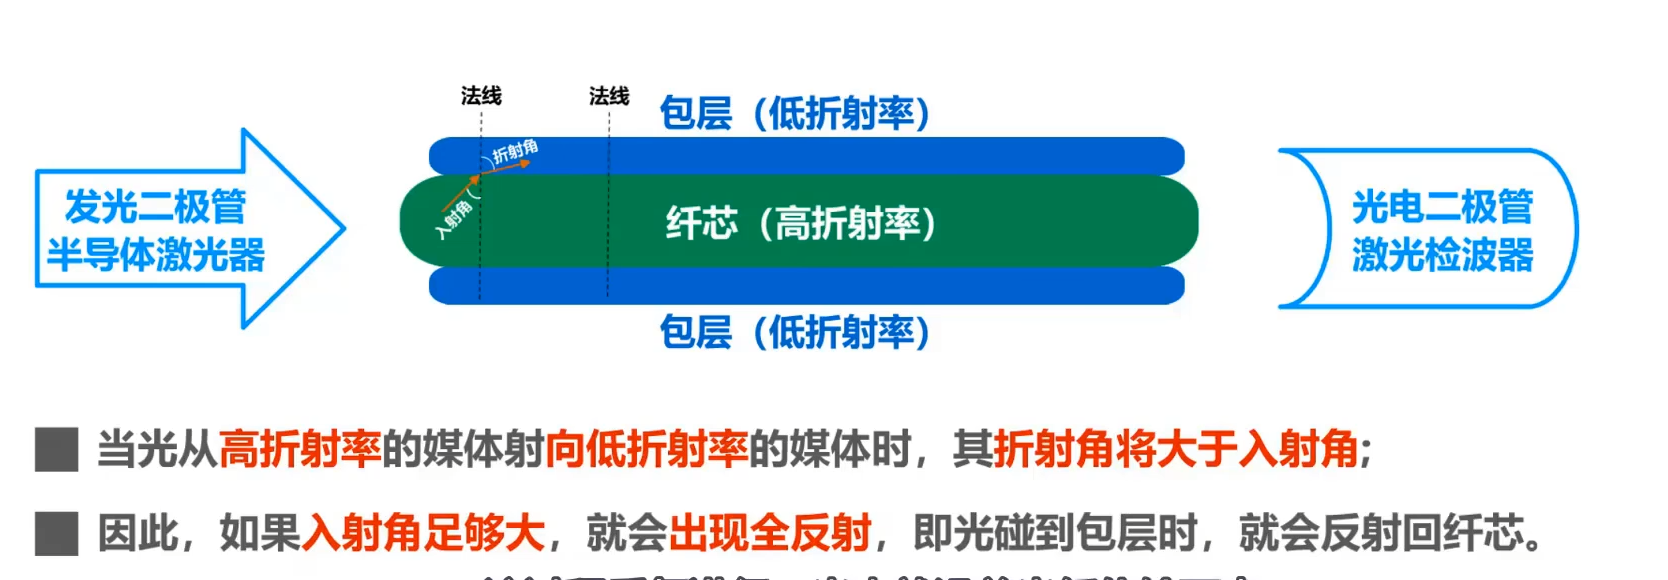 法线
法线
包层（低折射率）
折射角
入射角
发光二极管
半导体激光器
纤芯（高折射率）
光电二极管
激光检波器
包层（低折射率）
当光从高折射率的媒体射向低折射率的媒体时，其折射角将大于入射角;
因此，如果入射角足够大，就会出现全反射，即光碰到包层时，就会反射回纤芯。